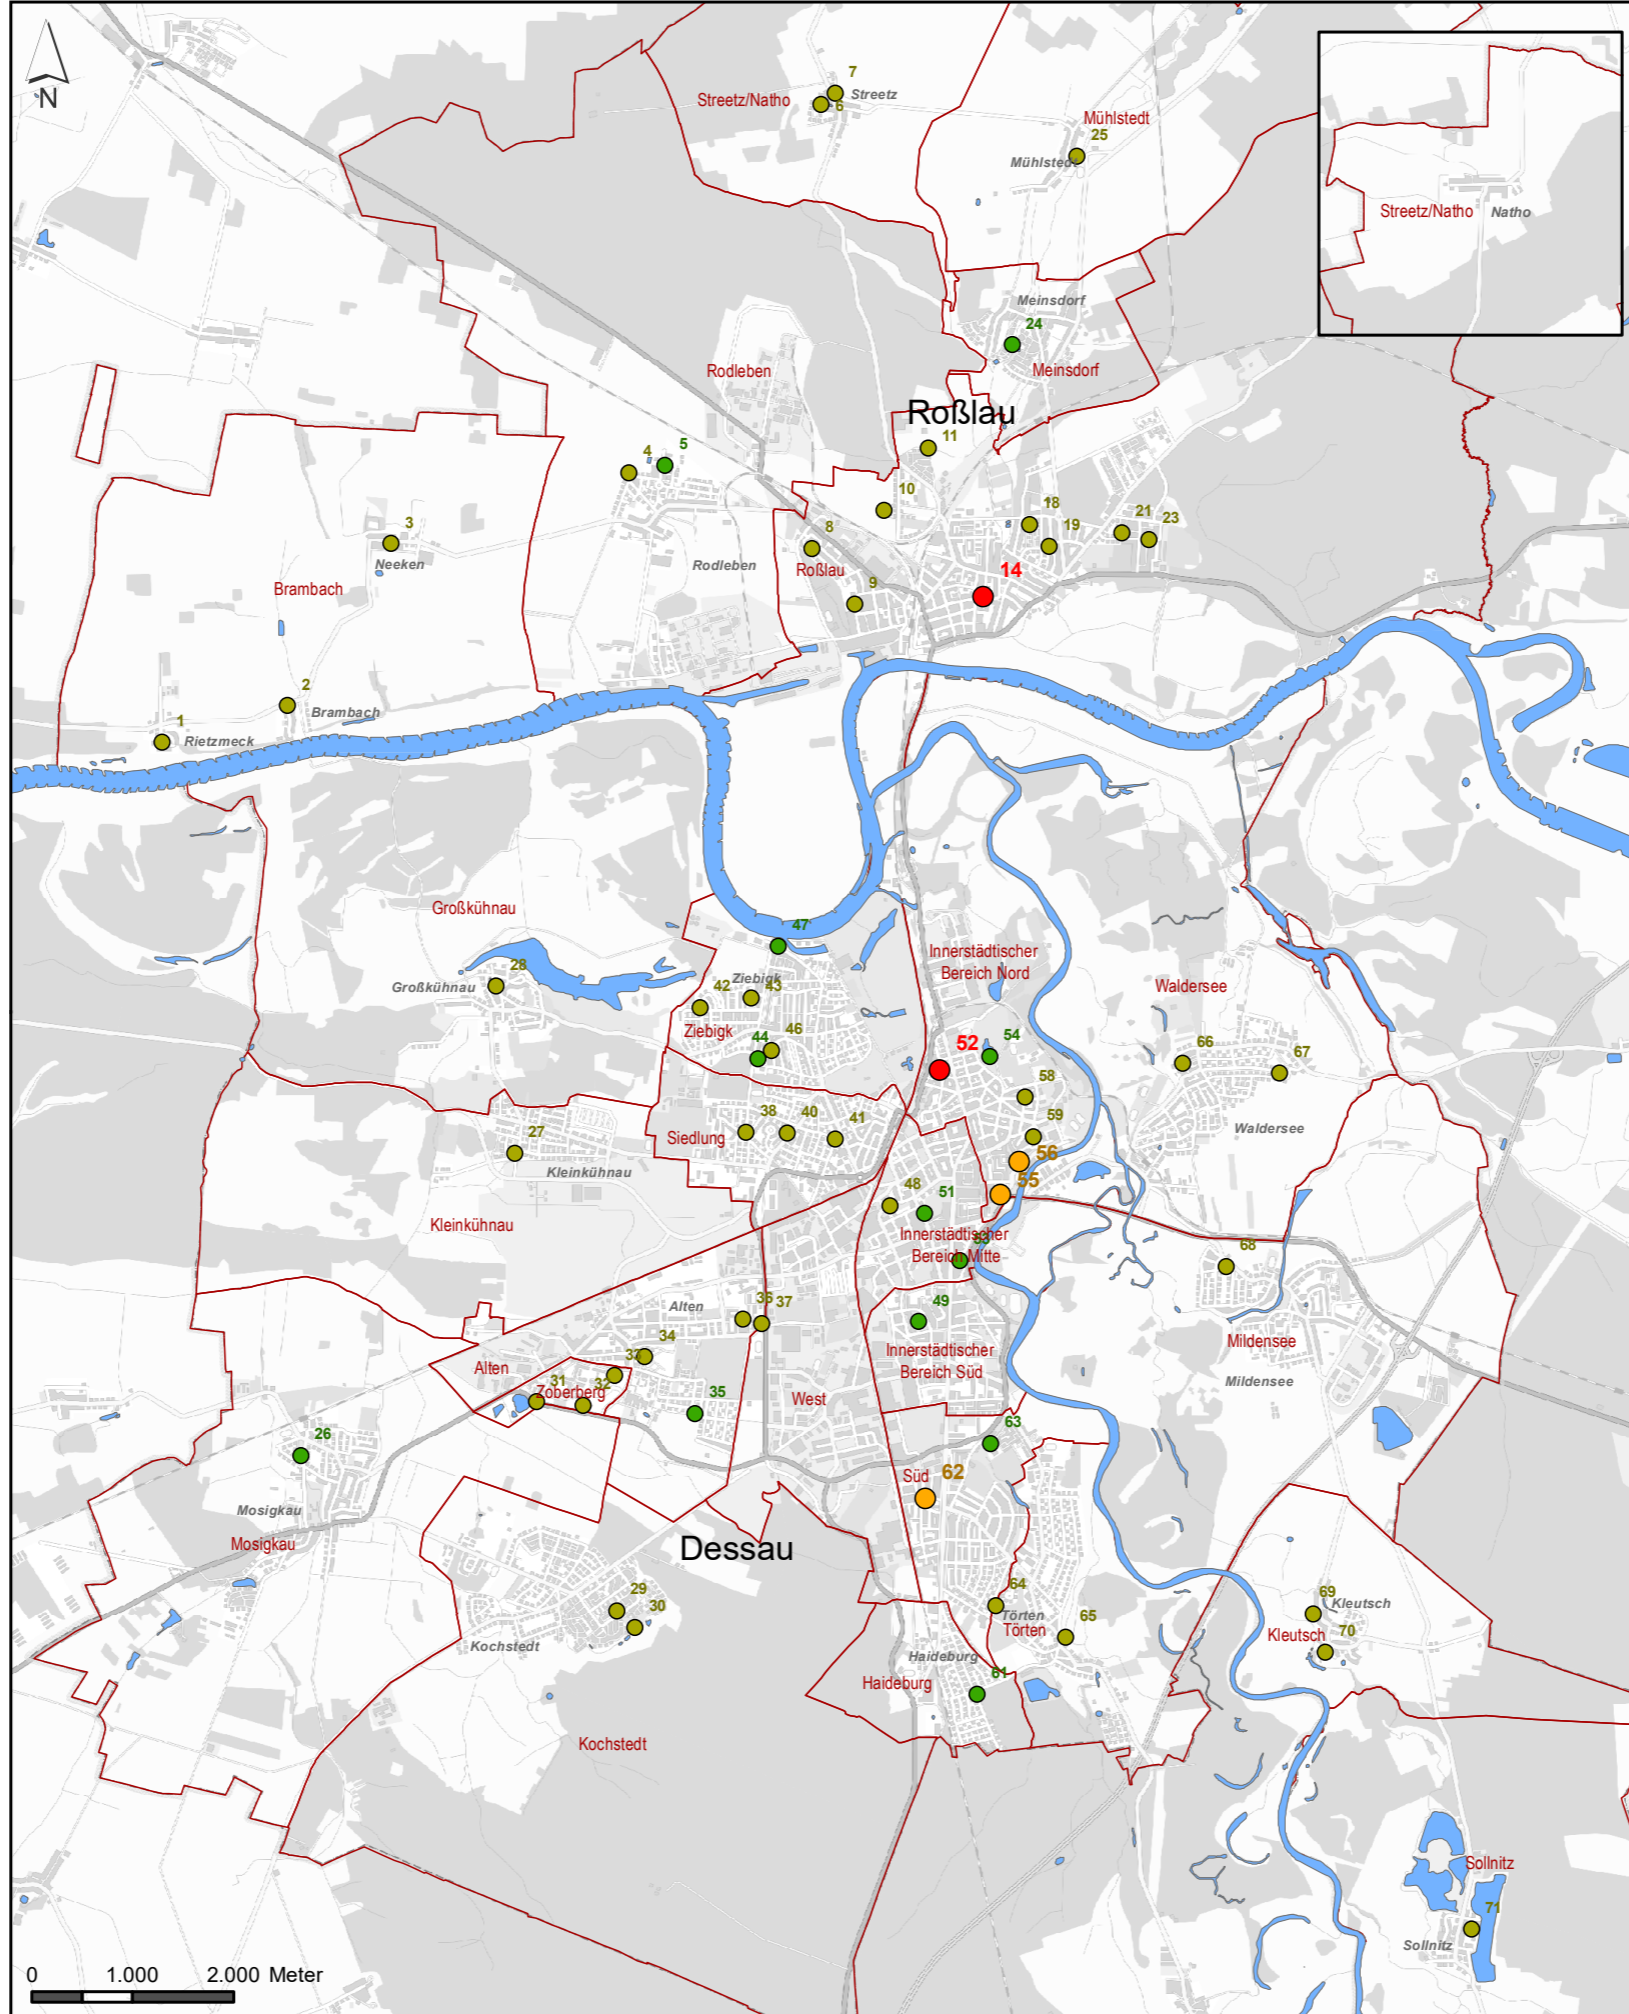 7
Streetz/Natho
Streetz
6
Mühlstedt
25
Mühlstedt
Streetz/Natho
Natho
N
Meinsdorf
24
Rodleben
Meinsdorf
Roßlau
11
4
5
10
18
19
21
23
8
3
Neeken
Rodleben
Roßlau
14
9
Brambach
2
Brambach
1
Rietzmeck
Großkühnau
47
Innerstädtischer
Bereich Nord
28
Großkühnau
Ziebigk
42
43
Waldersee
Ziebigk
44
46
52
54
66
67
58
38
40
41
59
Siedlung
Waldersee
27
Kleinkühnau
56
55
48
51
Kleinkühnau
Innerstädtischer
Bereich Mitte
53
68
36
37
Alten
49
34
Mildensee
Innerstädtischer
Bereich Süd
33
Alten
31
32
Zoberberg
Mildensee
35
West
26
63
Süd
62
Mosigkau
Mosigkau
Dessau
29
30
64
69
Kleutsch
Törten
Törten
65
Kleutsch
70
Kochstedt
Haideburg
61
Haideburg
Kochstedt
Sollnitz
71
Sollnitz
0
1.000
2.000 Meter